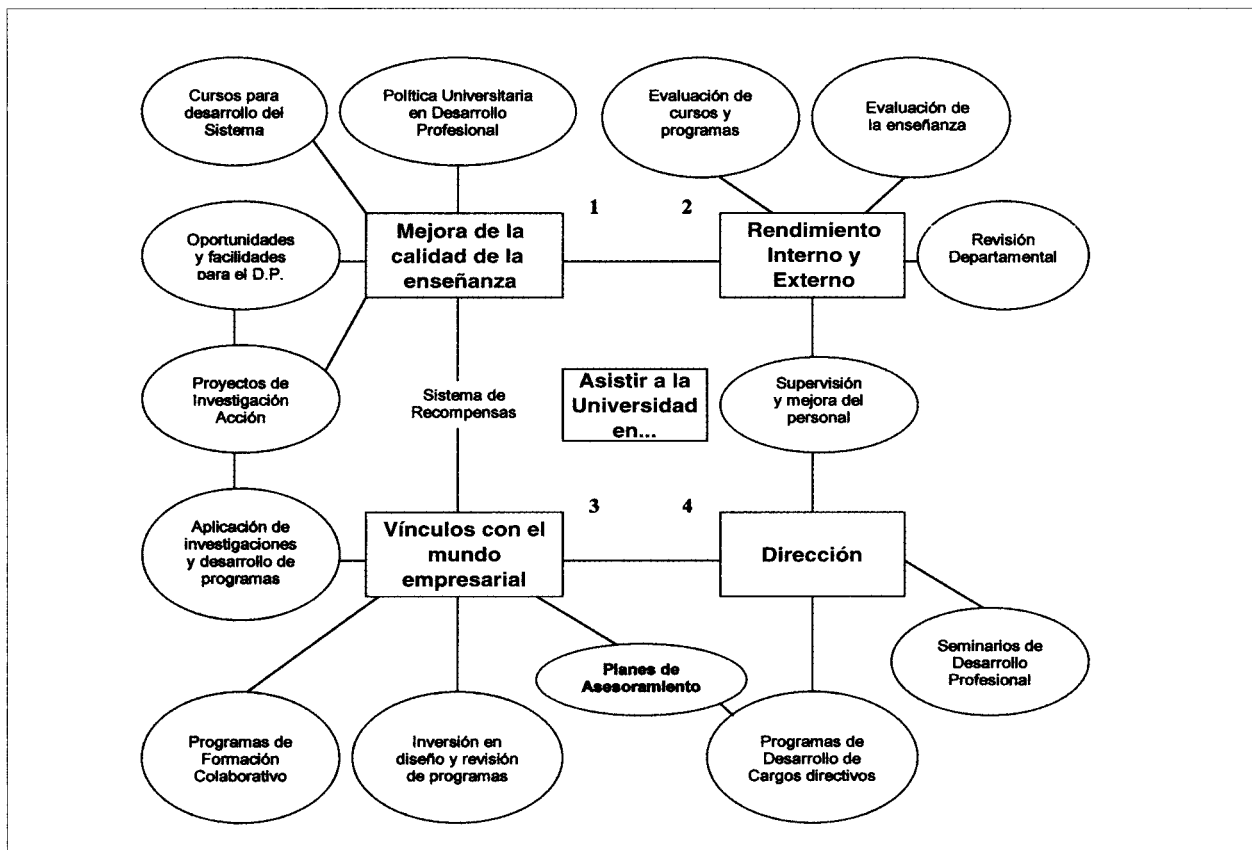 Cursos para
desarrollo del
Sistema
Política Universitaria
en Desarrollo
Profesional
Evaluación de
cursos y
programas
Evaluación de
la enseñanza
1
2
Mejora de la
calidad de la
enseñanza
Rendimiento
Interno y
Externo
Revisión
Departamental
Oportunidades
y facilidades
para el D.P.
Proyectos de
Investigación
Acción
Sistema de
Recompensas
Asistir a la
Universidad
en...
Supervisión
y mejora del
personal
3
4
Aplicación de
investigaciones
y desarrollo de
programas
Vínculos con el
mundo
empresarial
Dirección
Planes de
Asesoramiento
Seminarios de
Desarrollo
Profesional
Programas de
Formación
Colaborativo
Inversión en
diseño y revisión
de programas
Programas de
Desarrollo de
Cargos directivos